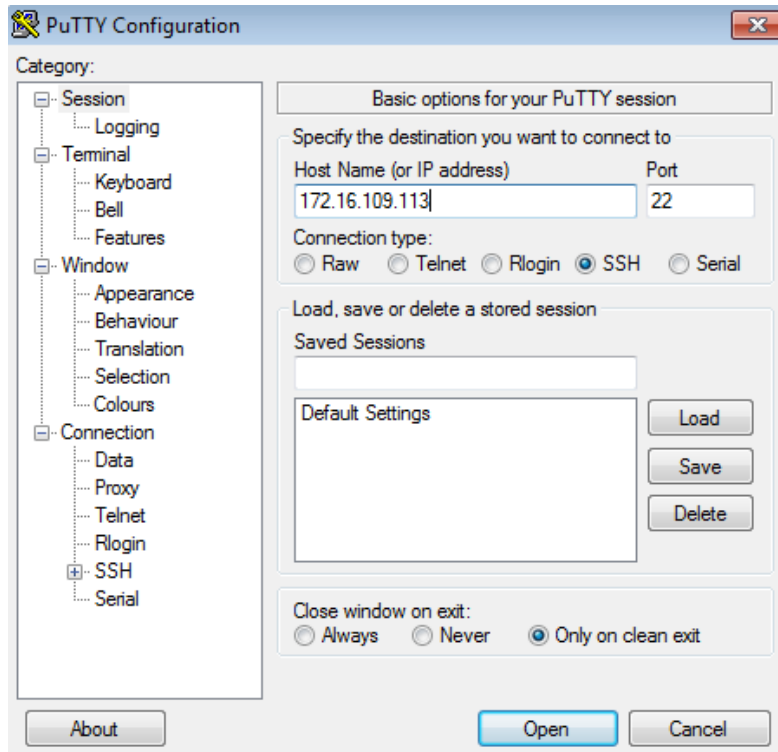 PuTTY Configuration
Category:
Session
Logging
Terminal
Keyboard
Bell
Features
Window
Appearance
Behaviour
Translation
Selection
Colours
Connection
Data
Proxy
Telnet
Rlogin
SSH
Serial
Basic options for your PuTTY session
Specify the destination you want to connect to
Host Name (or IP address) Port
172.16.109.113 22
Connection type:
Raw Telnet Rlogin SSH Serial
Load, save or delete a stored session
Saved Sessions
Default Settings
Load
Save
Delete
Close window on exit:
Always Never Only on clean exit
About Open Cancel